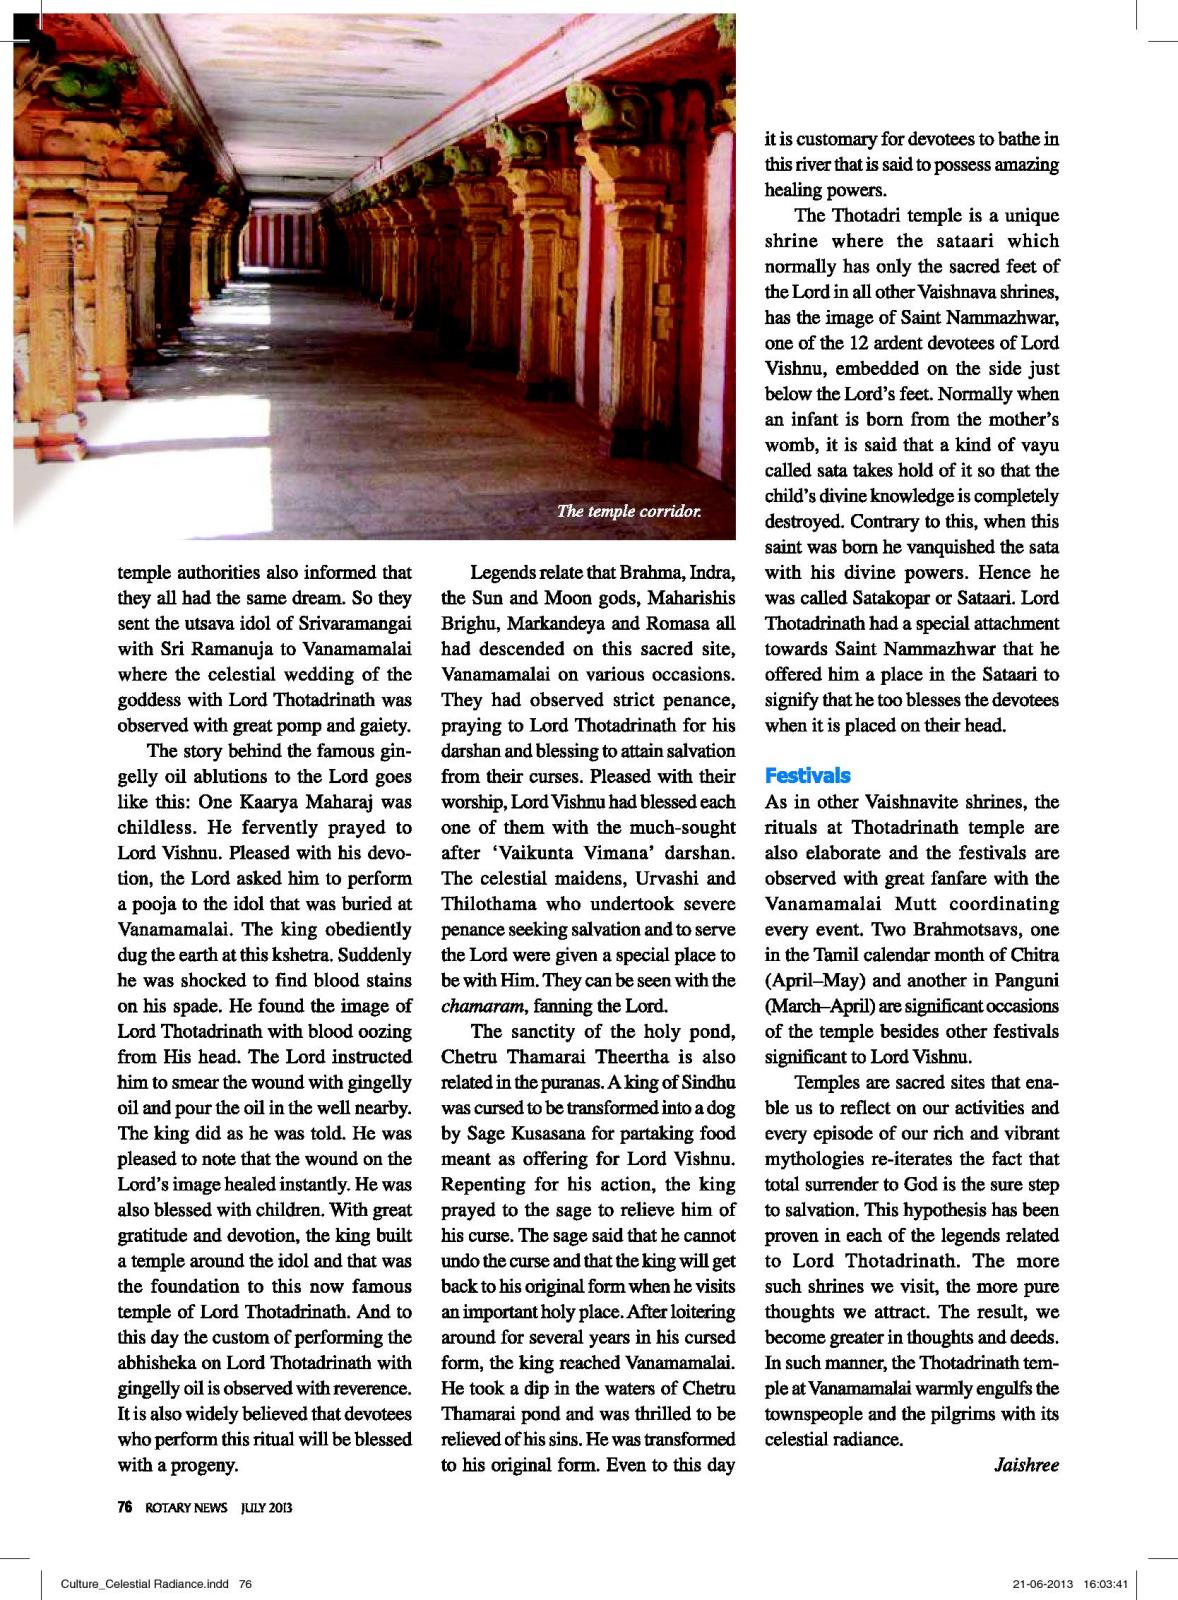 The temple corridor.
temple authorities also informed that
they all had the same dream. So they
sent the utsava idol of Srivaramangai
with Sri Ramanuja to Vanamamalai
where the celestial wedding of the
goddess with Lord Thotadrinath was
observed with great pomp and gaiety.
The story behind the famous gin-
gelly oil ablutions to the Lord goes
like this: One Kaarya Maharaj was
childless. He fervently prayed to
Lord Vishnu. Pleased with his devo-
tion, the Lord asked him to perform
a pooja to the idol that was buried at
Vanamamalai. The king obediently
dug the earth at this kshetra. Suddenly
he was shocked to find blood stains
on his spade. He found the image of
Lord Thotadrinath with blood oozing
from His head. The Lord instructed
him to smear the wound with gingelly
oil and pour the oil in the well nearby.
The king did as he was told. He was
pleased to note that the wound on the
Lord's image healed instantly. He was
also blessed with children. With great
gratitude and devotion, the king built
a temple around the idol and that was
the foundation to this now famous
temple of Lord Thotadrinath. And to
this day the custom of performing the
abhisheka on Lord Thotadrinath with
gingelly oil is observed with reverence.
It is also widely believed that devotees
who perform this ritual will be blessed
with a progeny.
Legends relate that Brahma, Indra,
the Sun and Moon gods, Maharishis
Brighu, Markandeya and Romasa all
had descended on this sacred site,
Vanamamalai on various occasions.
They had observed strict penance,
praying to Lord Thotadrinath for his
darshan and blessing to attain salvation
from their curses. Pleased with their
worship, Lord Vishnu had blessed each
one of them with the much-sought
after ‘Vaikunta Vimana’ darshan.
The celestial maidens, Urvashi and
Thilothama who undertook severe
penance seeking salvation and to serve
the Lord were given a special place to
be with Him. They can be seen with the
chamaram, fanning the Lord.
The sanctity of the holy pond,
Chetru Thamarai Theertha is also
related in the puranas. A king of Sindhu
was cursed to be transformed into a dog
by Sage Kusasana for partaking food
meant as offering for Lord Vishnu.
Repenting for his action, the king
prayed to the sage to relieve him of
his curse. The sage said that he cannot
undo the curse and that the king will get
back to his original form when he visits
an important holy place. After loitering
around for several years in his cursed
form, the king reached Vanamamalai.
He took a dip in the waters of Chetru
Thamarai pond and was thrilled to be
relieved of his sins. He was transformed
to his original form. Even to this day
it is customary for devotees to bathe in
this river that is said to possess amazing
healing powers.
The Thotadri temple is a unique
shrine where the sataari which
normally has only the sacred feet of
the Lord in all other Vaishnava shrines,
has the image of Saint Nammazhwar,
one of the 12 ardent devotees of Lord
Vishnu, embedded on the side just
below the Lord's feet. Normally when
an infant is born from the mother's
womb, it is said that a kind of vayu
called sata takes hold of it so that the
child's divine knowledge is completely
destroyed. Contrary to this, when this
saint was born he vanquished the sata
with his divine powers. Hence he
was called Satakopar or Sataari. Lord
Thotadrinath had a special attachment
towards Saint Nammazhwar that he
offered him a place in the Sataari to
signify that he too blesses the devotees
when it is placed on their head.
Festivals
As in other Vaishnavite shrines, the
rituals at Thotadrinath temple are
also elaborate and the festivals are
observed with great fanfare with the
Vanamamalai Mutt coordinating
every event. Two Brahmotsavs, one
in the Tamil calendar month of Chitra
(April–May) and another in Panguni
(March–April) are significant occasions
of the temple besides other festivals
significant to Lord Vishnu.
Temples are sacred sites that ena-
ble us to reflect on our activities and
every episode of our rich and vibrant
mythologies re-iterates the fact that
total surrender to God is the sure step
to salvation. This hypothesis has been
proven in each of the legends related
to Lord Thotadrinath. The more
such shrines we visit, the more pure
thoughts we attract. The result, we
become greater in thoughts and deeds.
In such manner, the Thotadrinath tem-
ple at Vanamamalai warmly engulfs the
townspeople and the pilgrims with its
celestial radiance.
Jaishree
76 ROTARY NEWS JULY 2013
Culture_Celestial Radiance.indd 76
21-06-2013 16:03:41